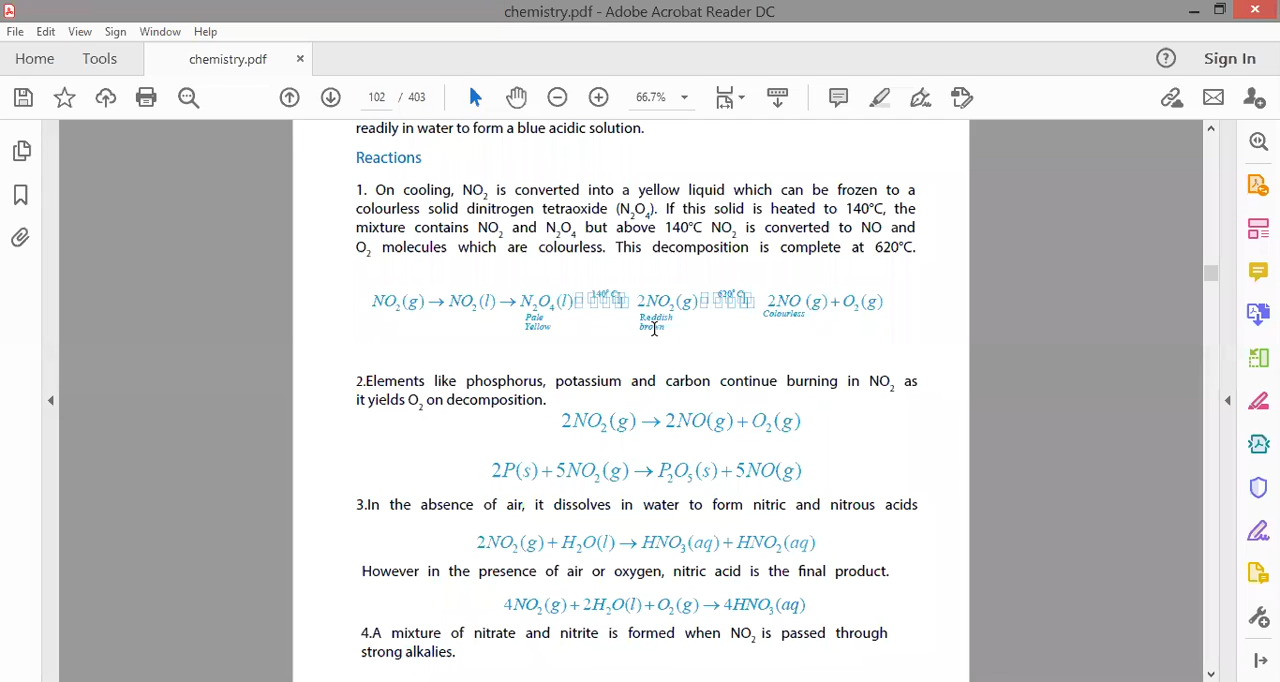 chemistry.pdf - Adobe Acrobat Reader DC
File Edit View Sign Window Help
Home Tools chemistry.pdf × Sign In
102 / 403 66.7%
readily in water to form a blue acidic solution.
Reactions
1. On cooling, NO₂ is converted into a yellow liquid which can be frozen to a
colourless solid dinitrogen tetraoxide (N₂O₄). If this solid is heated to 140°C, the
mixture contains NO₂ and N₂O₄ but above 140°C NO₂ is converted to NO and
O₂ molecules which are colourless. This decomposition is complete at 620°C.
NO₂(g) → NO₂(l) → N₂O₄(l) 140° C 2NO₂(g) 620° C 2NO (g) + O₂(g)
Pale Yellow Reddish brown Colourless
2.Elements like phosphorus, potassium and carbon continue burning in NO₂ as
it yields O₂ on decomposition.
2NO₂(g) → 2NO(g) + O₂(g)
2P(s) + 5NO₂(g) → P₂O₅(s) + 5NO(g)
3.In the absence of air, it dissolves in water to form nitric and nitrous acids
2NO₂(g) + H₂O(l) → HNO₃(aq) + HNO₂(aq)
However in the presence of air or oxygen, nitric acid is the final product.
4NO₂(g) + 2H₂O(l) + O₂(g) → 4HNO₃(aq)
4.A mixture of nitrate and nitrite is formed when NO₂ is passed through
strong alkalies.